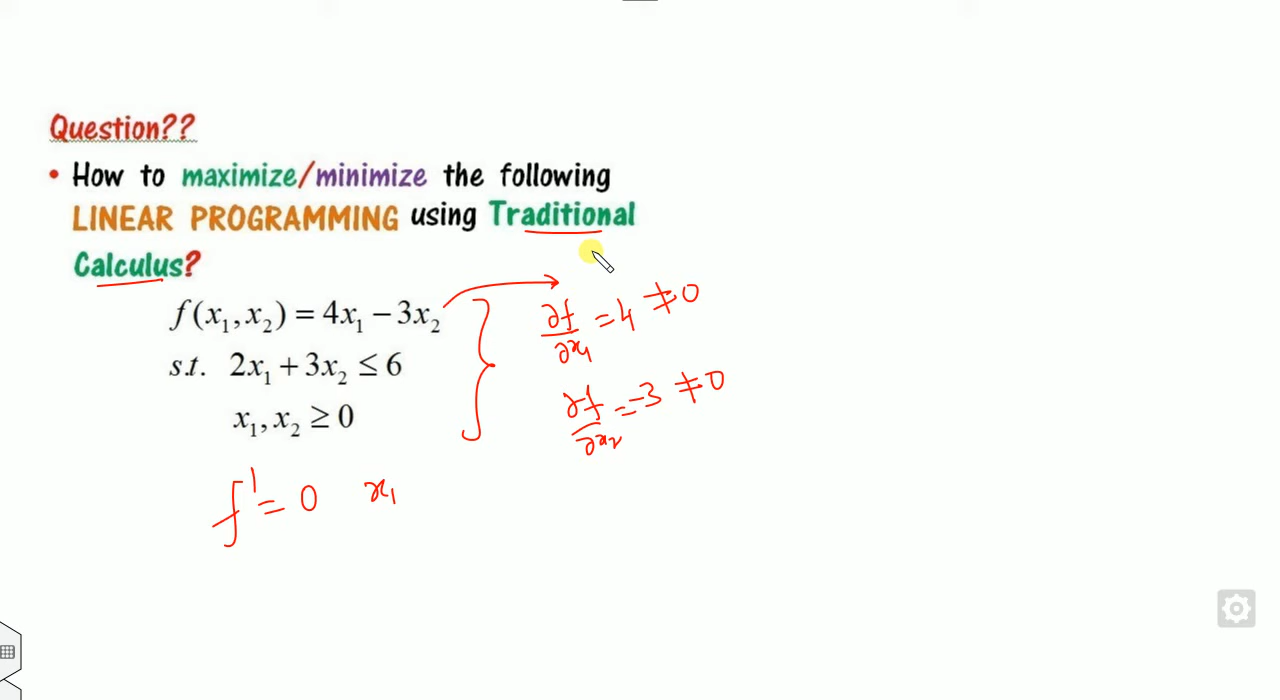 Question??
• How to maximize/minimize the following
LINEAR PROGRAMMING using Traditional
Calculus?
f(x₁, x₂) = 4x₁ − 3x₂
s.t. 2x₁ + 3x₂ ≤ 6
x₁, x₂ ≥ 0
∂f/∂x₁ = 4 ≠ 0
∂f/∂x₂ = −3 ≠ 0
f' = 0 x₁